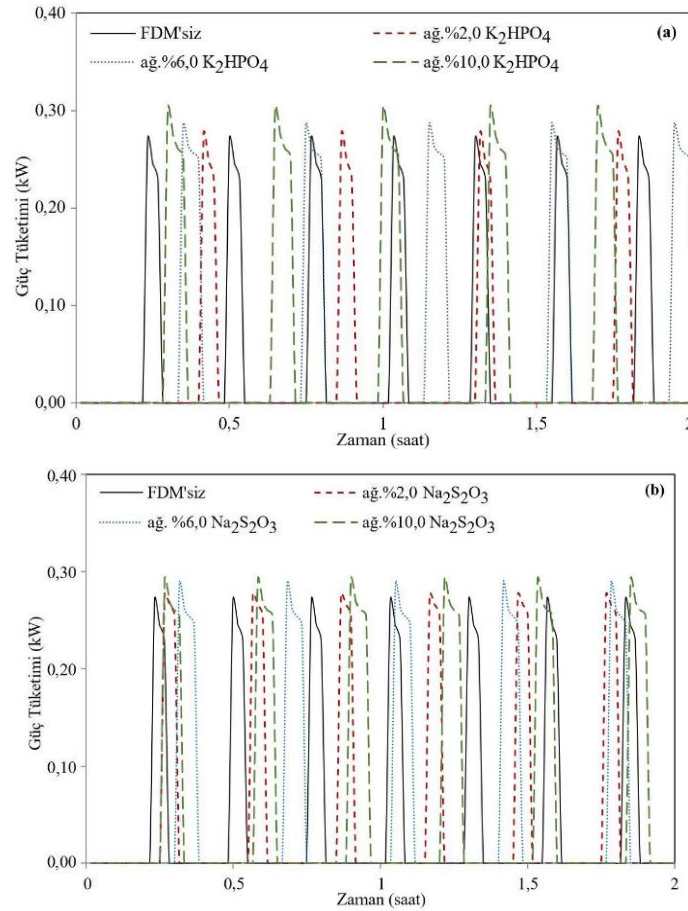 0,40
FDM'siz
ağ.%2,0 K2HPO4
(a)
ağ.%6,0 K2HPO4
ağ.%10,0 K2HPO4
0,30
0,20
0,10
0,00
Güç Tüketimi (kW)
0
0,5
1
1,5
2
Zaman (saat)
0,40
FDM'siz
ağ.%2,0 Na2S2O3
(b)
ağ. %6,0 Na2S2O3
ağ.%10,0 Na2S2O3
0,30
0,20
0,10
0,00
Güç Tüketimi (kW)
0
0,5
1
1,5
2
Zaman (saat)